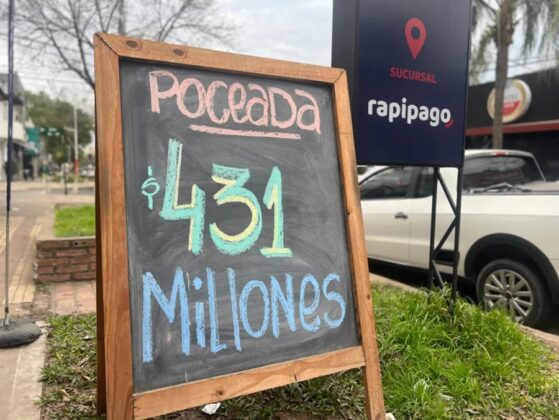 POCEADA
$ 431
MILLONES
SUCURSAL
rapipago